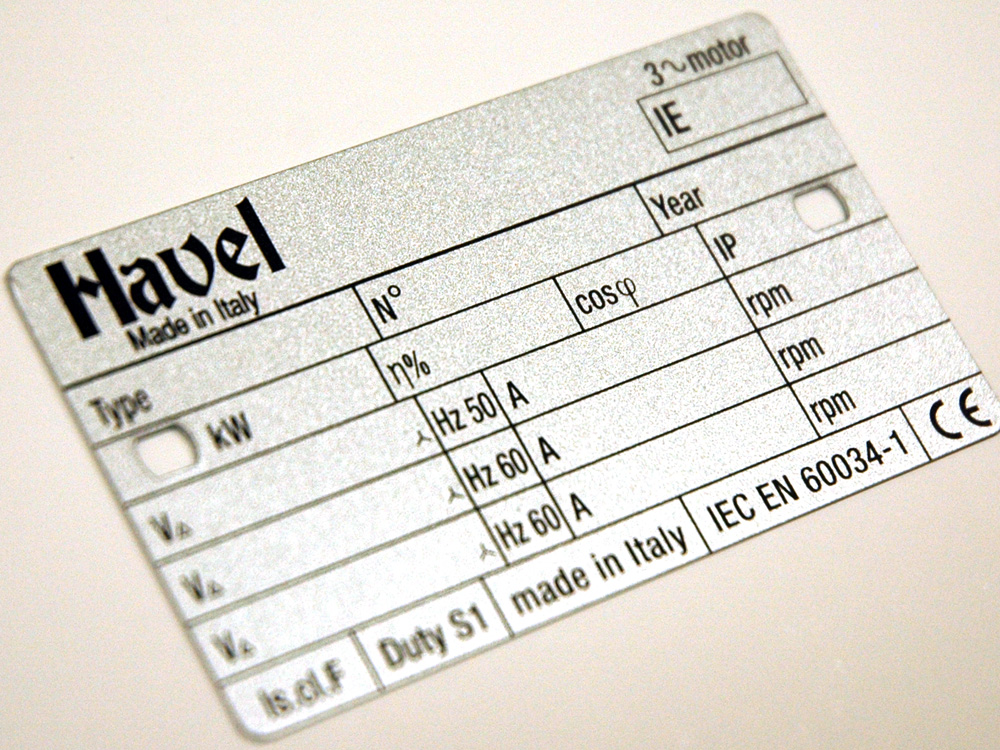 3~motor
IE
Havel
Made in Italy
Year
N°
Type
IP
cosφ
η%
kW
rpm
V△ Hz 50 A
rpm
V△ Hz 60 A
rpm
V△ Hz 60 A
Is.cl.F Duty S1 made in Italy IEC EN 60034-1 CE